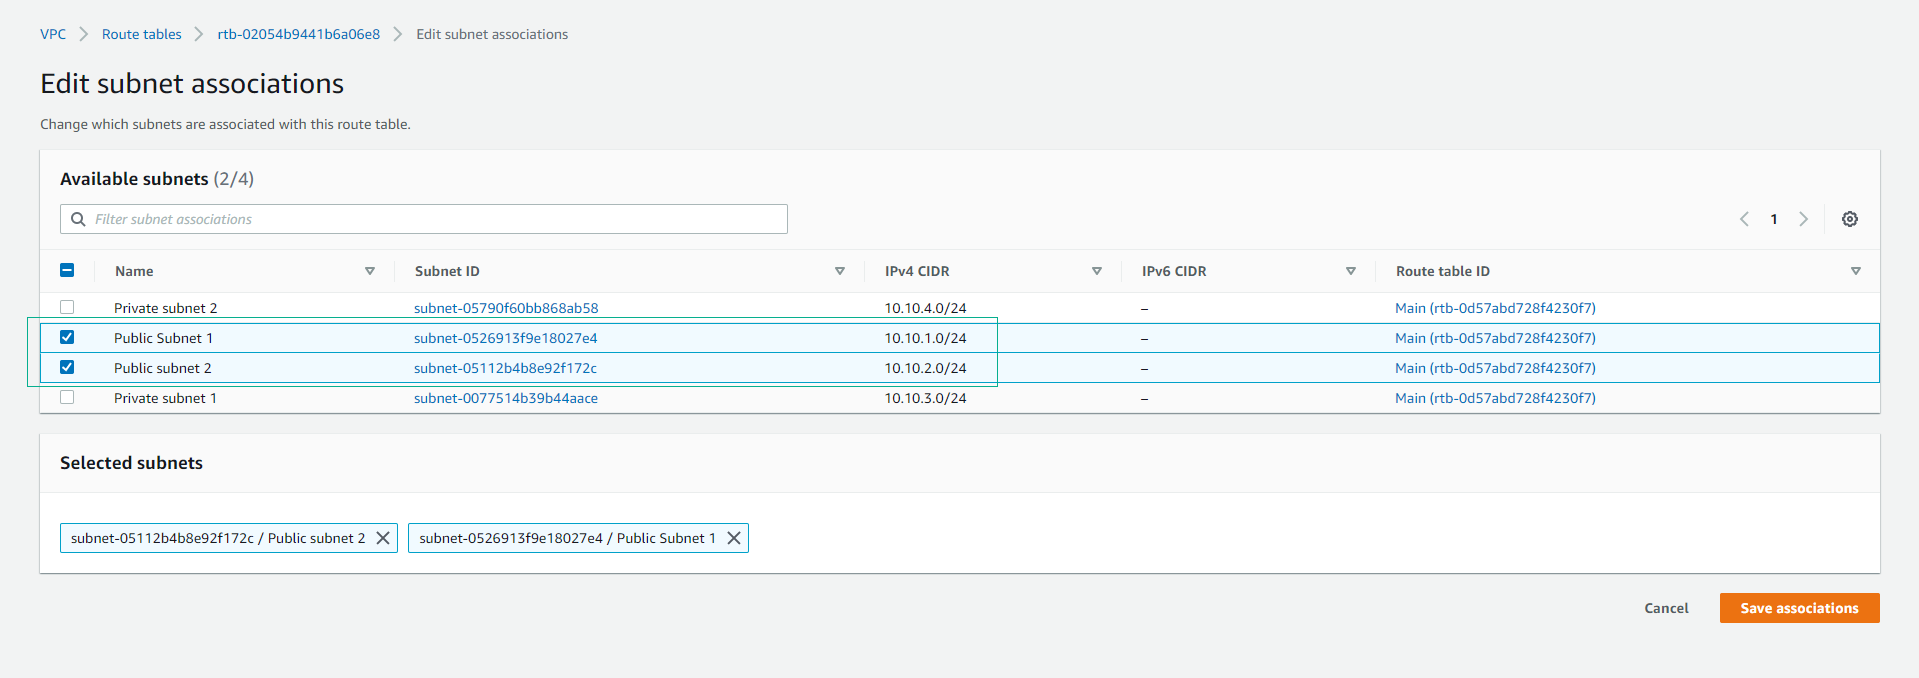 VPC > Route tables > rtb-02054b9441b6a06e8 > Edit subnet associations
Edit subnet associations
Change which subnets are associated with this route table.
Available subnets (2/4)
Filter subnet associations
1
Name Subnet ID IPv4 CIDR IPv6 CIDR Route table ID
Private subnet 2 subnet-05790f60bb868ab58 10.10.4.0/24 – Main (rtb-0d57abd728f4230f7)
Public Subnet 1 subnet-0526913f9e18027e4 10.10.1.0/24 – Main (rtb-0d57abd728f4230f7)
Public subnet 2 subnet-05112b4b8e92f172c 10.10.2.0/24 – Main (rtb-0d57abd728f4230f7)
Private subnet 1 subnet-0077514b39b44aace 10.10.3.0/24 – Main (rtb-0d57abd728f4230f7)
Selected subnets
subnet-05112b4b8e92f172c / Public subnet 2 subnet-0526913f9e18027e4 / Public Subnet 1
Cancel Save associations